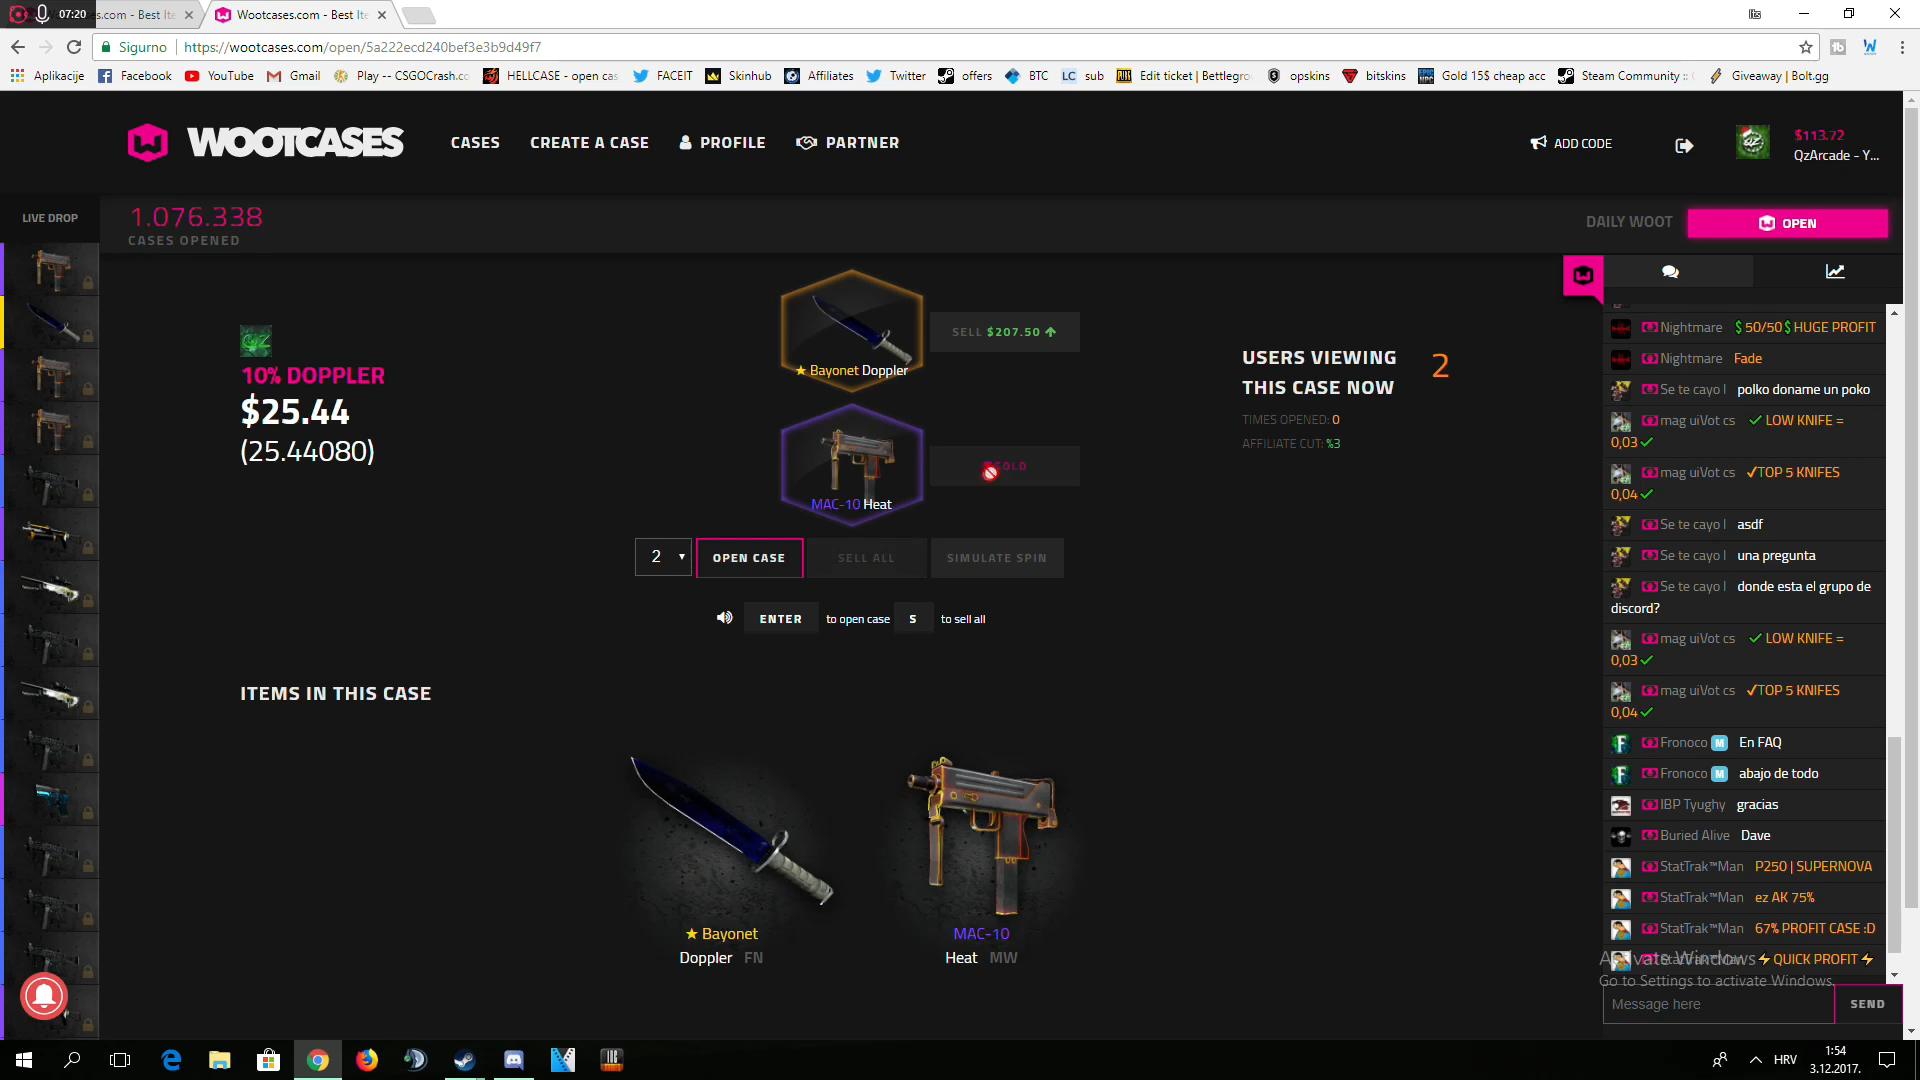 07:20
s.com - Best Ite
Wootcases.com - Best Ite
Sigurno
https://wootcases.com/open/5a222ecd240bef3e3b9d49f7
Aplikacije
Facebook
YouTube
Gmail
Play -- CSGOCrash.co
HELLCASE - open cas
FACEIT
Skinhub
Affiliates
Twitter
offers
BTC
LC sub
Edit ticket | Bettlegro
opskins
bitskins
Gold 15$ cheap acc
Steam Community ::
Giveaway | Bolt.gg
WOOTCASES
CASES
CREATE A CASE
PROFILE
PARTNER
ADD CODE
$113.72
QzArcade - Y...
LIVE DROP
1.076.338
CASES OPENED
DAILY WOOT
OPEN
10% DOPPLER
$25.44
(25.44080)
★ Bayonet Doppler
SELL $207.50
MAC-10 Heat
SOLD
USERS VIEWING
THIS CASE NOW
2
TIMES OPENED: 0
AFFILIATE CUT: %3
2
OPEN CASE
SELL ALL
SIMULATE SPIN
ENTER to open case S to sell all
ITEMS IN THIS CASE
★ Bayonet
Doppler FN
MAC-10
Heat MW
Nightmare $50/50$HUGE PROFIT
Nightmare Fade
Se te cayo l polko doname un poko
mag uiVot cs ✓ LOW KNIFE =
0,03 ✓
mag uiVot cs ✓TOP 5 KNIFES
0,04 ✓
Se te cayo l asdf
Se te cayo l una pregunta
Se te cayo l donde esta el grupo de
discord?
mag uiVot cs ✓ LOW KNIFE =
0,03 ✓
mag uiVot cs ✓TOP 5 KNIFES
0,04 ✓
Fronoco M En FAQ
Fronoco M abajo de todo
IBP Tyughy gracias
Buried Alive Dave
StatTrak™Man P250 | SUPERNOVA
StatTrak™Man ez AK 75%
StatTrak™Man 67% PROFIT CASE :D
StatTrak™Man ⚡QUICK PROFIT⚡
Activate Windows
Go to Settings to activate Windows.
Message here
SEND
HRV
1:54
3.12.2017.